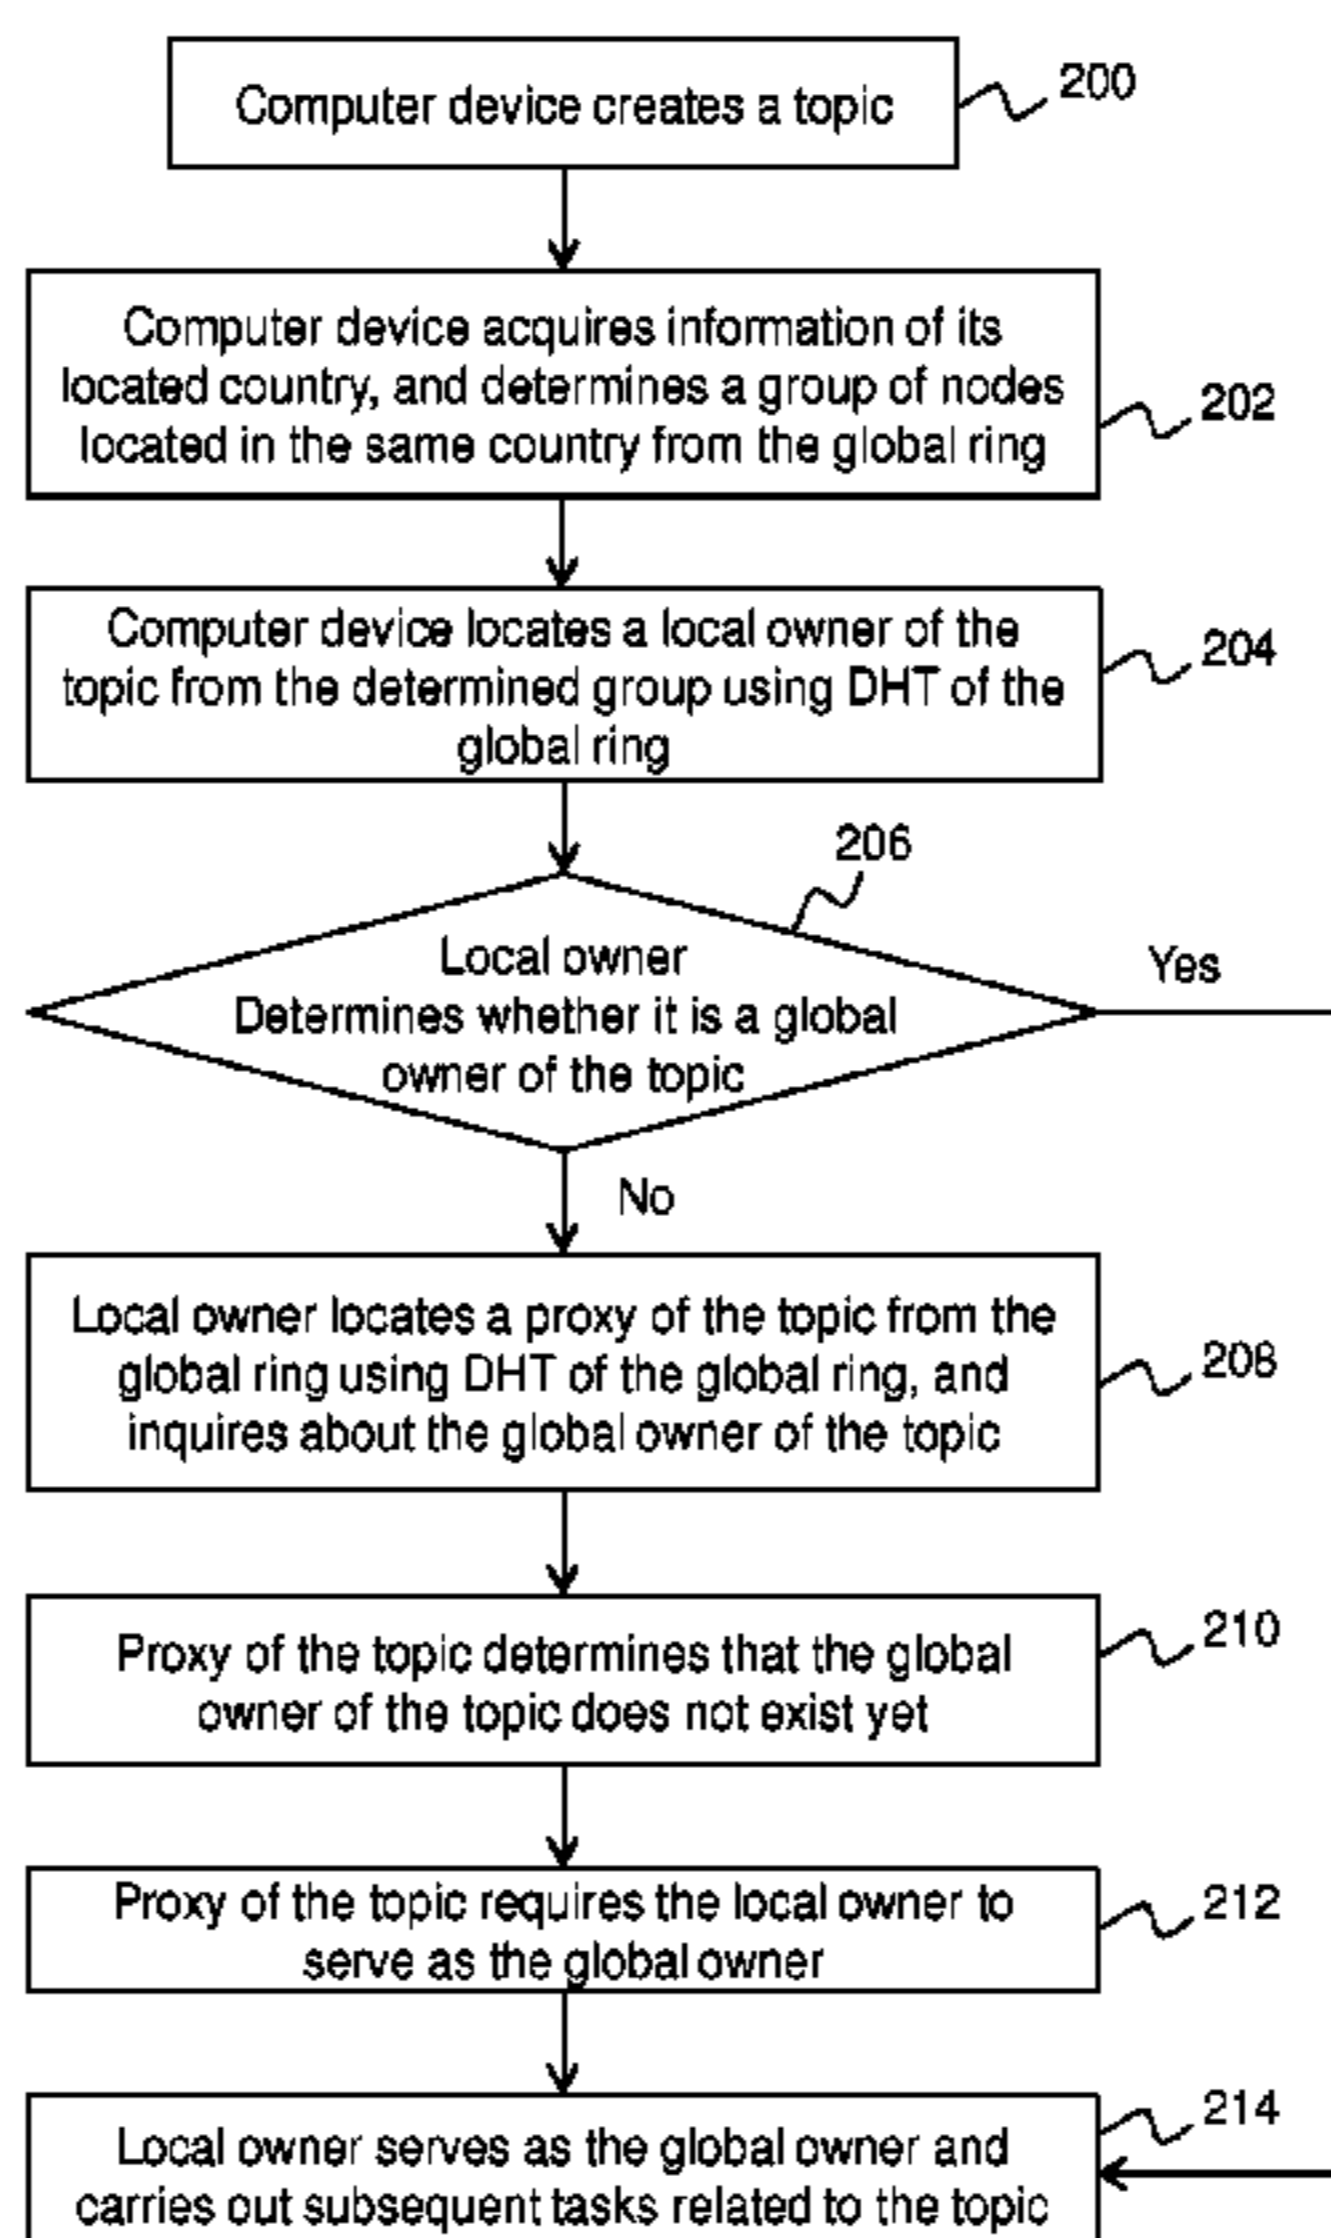 Computer device creates a topic
200
Computer device acquires information of its
located country, and determines a group of nodes
located in the same country from the global ring
202
Computer device locates a local owner of the
topic from the determined group using DHT of the
global ring
204
206
Local owner
Determines whether it is a global
owner of the topic
Yes
No
Local owner locates a proxy of the topic from the
global ring using DHT of the global ring, and
inquires about the global owner of the topic
208
Proxy of the topic determines that the global
owner of the topic does not exist yet
210
Proxy of the topic requires the local owner to
serve as the global owner
212
Local owner serves as the global owner and
carries out subsequent tasks related to the topic
214